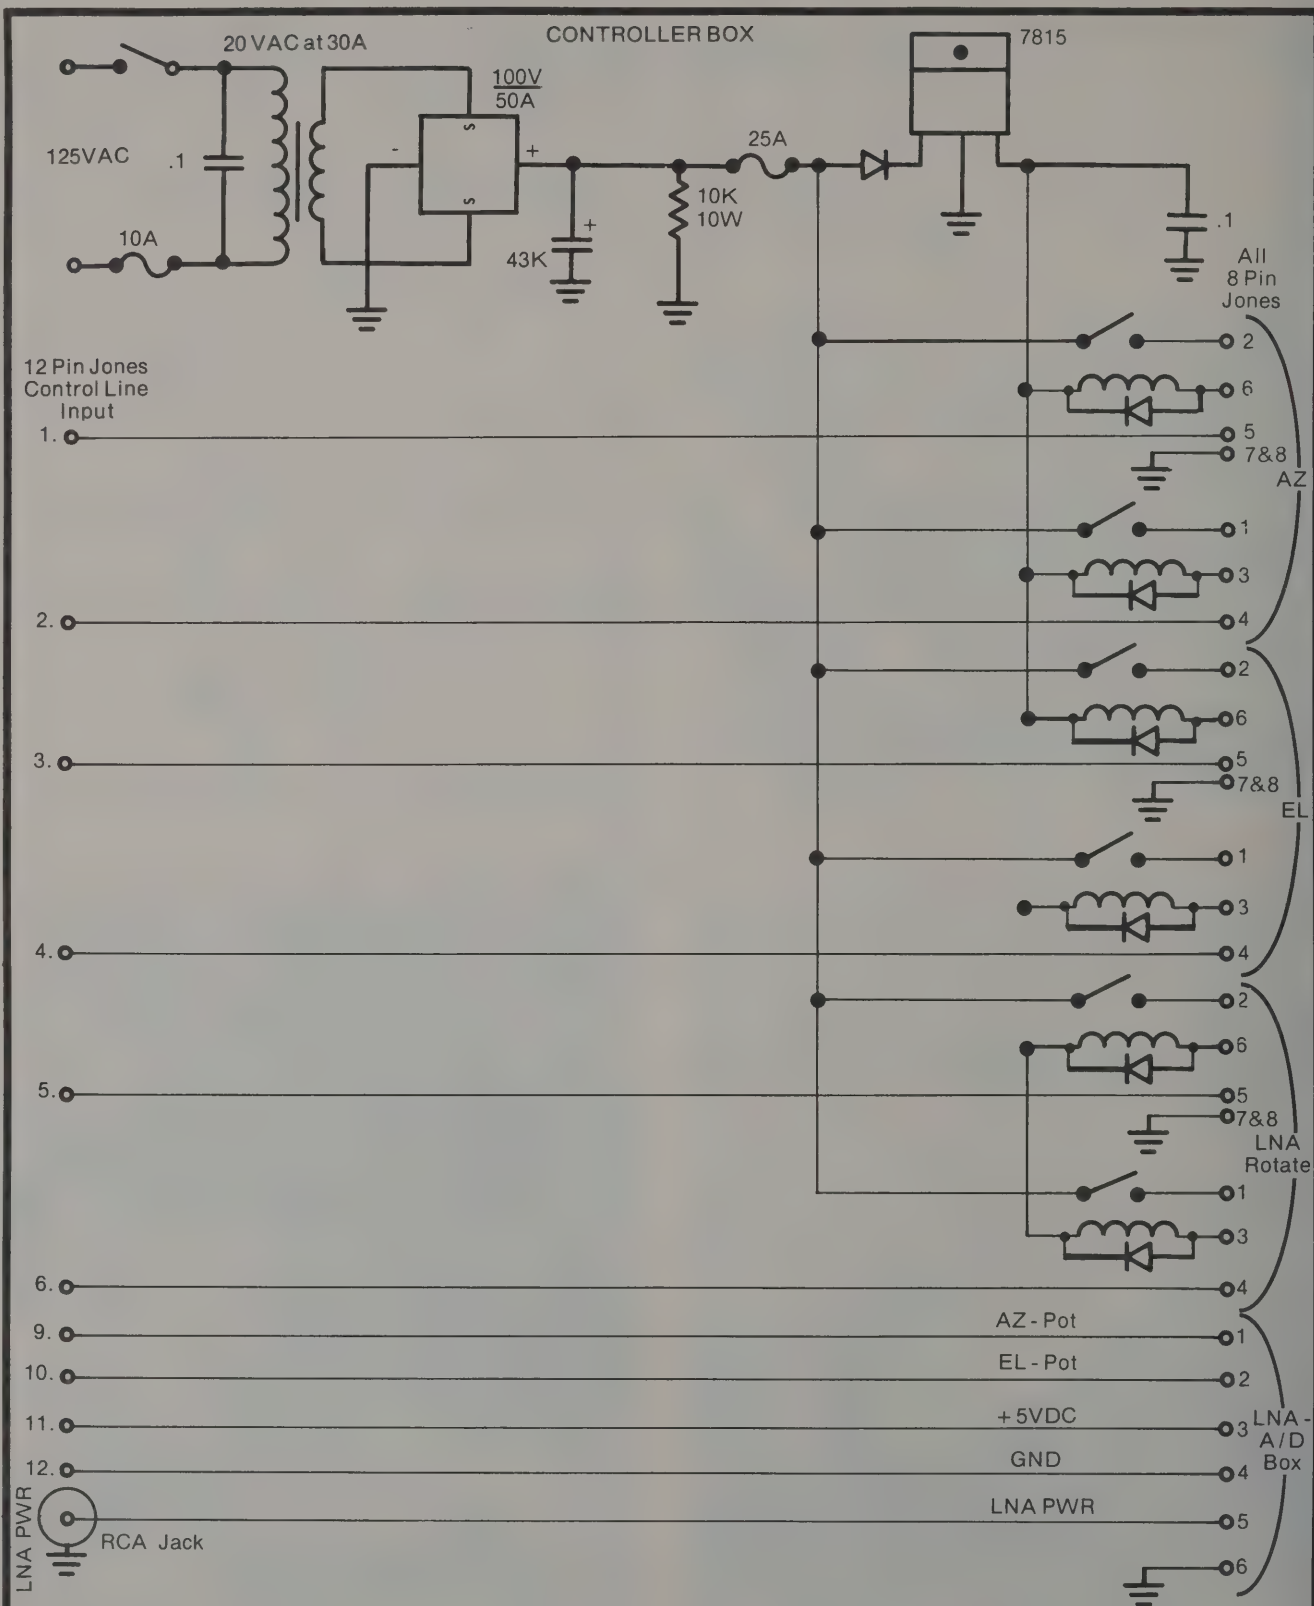 CONTROLLER BOX
20 VAC at 30A
7815
100V
50A
125VAC
.1
-
+
25A
10K
10W
10A
43K
+
.1
S
S
All
8 Pin
Jones
12 Pin Jones
Control Line
Input
2
6
1.
5
7&8
AZ
1
3
2.
4
2
6
3.
5
7&8
EL
1
3
4.
4
2
6
5.
5
7&8
LNA
Rotate
1
3
6.
4
9.
AZ - Pot
1
10.
EL - Pot
2
11.
+ 5VDC
3
LNA -
A/D
Box
12.
GND
4
LNA PWR
RCA Jack
LNA PWR
5
6